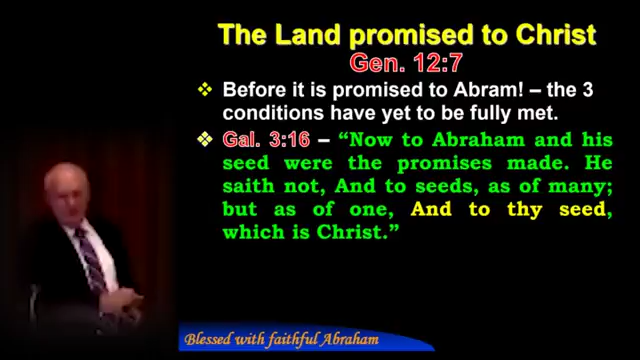 The Land promised to Christ
Gen. 12:7
Before it is promised to Abram! – the 3
conditions have yet to be fully met.
Gal. 3:16 – “Now to Abraham and his
seed were the promises made. He
saith not, And to seeds, as of many;
but as of one, And to thy seed,
which is Christ.”
Blessed with faithful Abraham